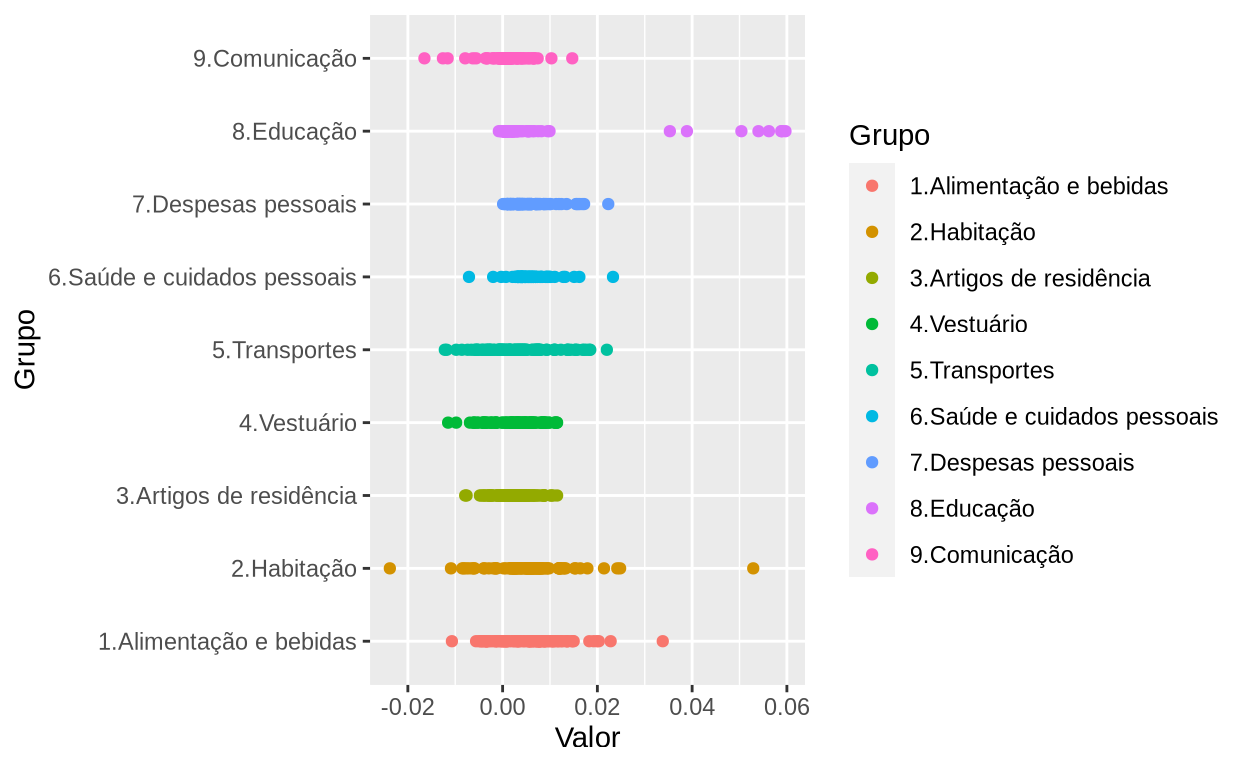 9.Comunicação
8.Educação
7.Despesas pessoais
6.Saúde e cuidados pessoais
5.Transportes
4.Vestuário
3.Artigos de residência
2.Habitação
1.Alimentação e bebidas
Grupo
-0.02 0.00 0.02 0.04 0.06
Valor
Grupo
1.Alimentação e bebidas
2.Habitação
3.Artigos de residência
4.Vestuário
5.Transportes
6.Saúde e cuidados pessoais
7.Despesas pessoais
8.Educação
9.Comunicação